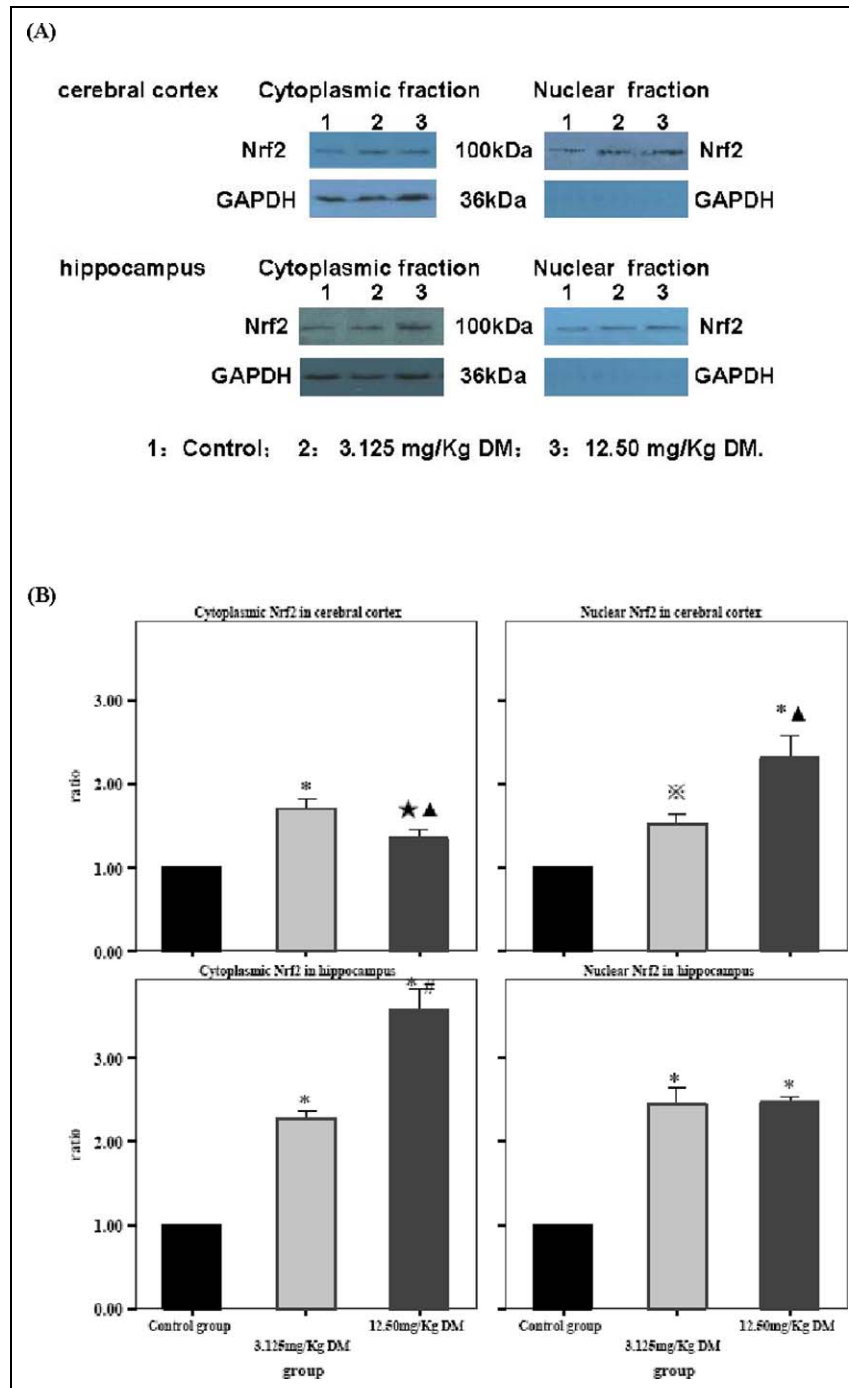 (A)
cerebral cortex Cytoplasmic fraction Nuclear fraction
1 2 3 1 2 3
Nrf2 100kDa Nrf2
GAPDH 36kDa GAPDH
hippocampus Cytoplasmic fraction Nuclear fraction
1 2 3 1 2 3
Nrf2 100kDa Nrf2
GAPDH 36kDa GAPDH
1: Control; 2: 3.125 mg/Kg DM; 3: 12.50 mg/Kg DM.
(B)
Cytoplasmic Nrf2 in cerebral cortex Nuclear Nrf2 in cerebral cortex
3.00
2.00
1.00
0.00
ratio
*
★▲
※
*▲
Cytoplasmic Nrf2 in hippocampus Nuclear Nrf2 in hippocampus
3.00
2.00
1.00
0.00
ratio
*
*#
*
*
Control group 12.50mg/Kg DM Control group 12.50mg/Kg DM
3.125mg/Kg DM 3.125mg/Kg DM
group group